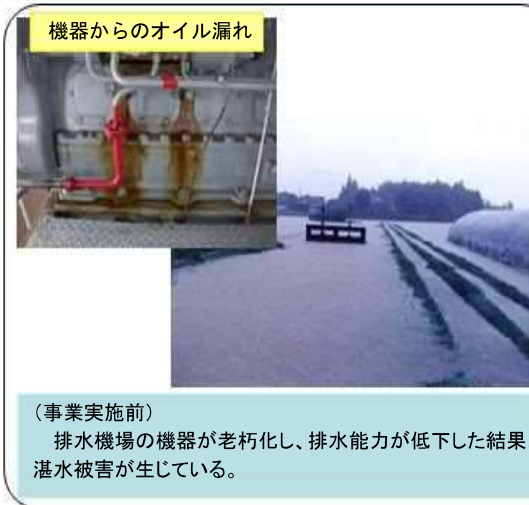 機器からのオイル漏れ
（事業実施前）
排水機場の機器が老朽化し、排水能力が低下した結果
湛水被害が生じている。